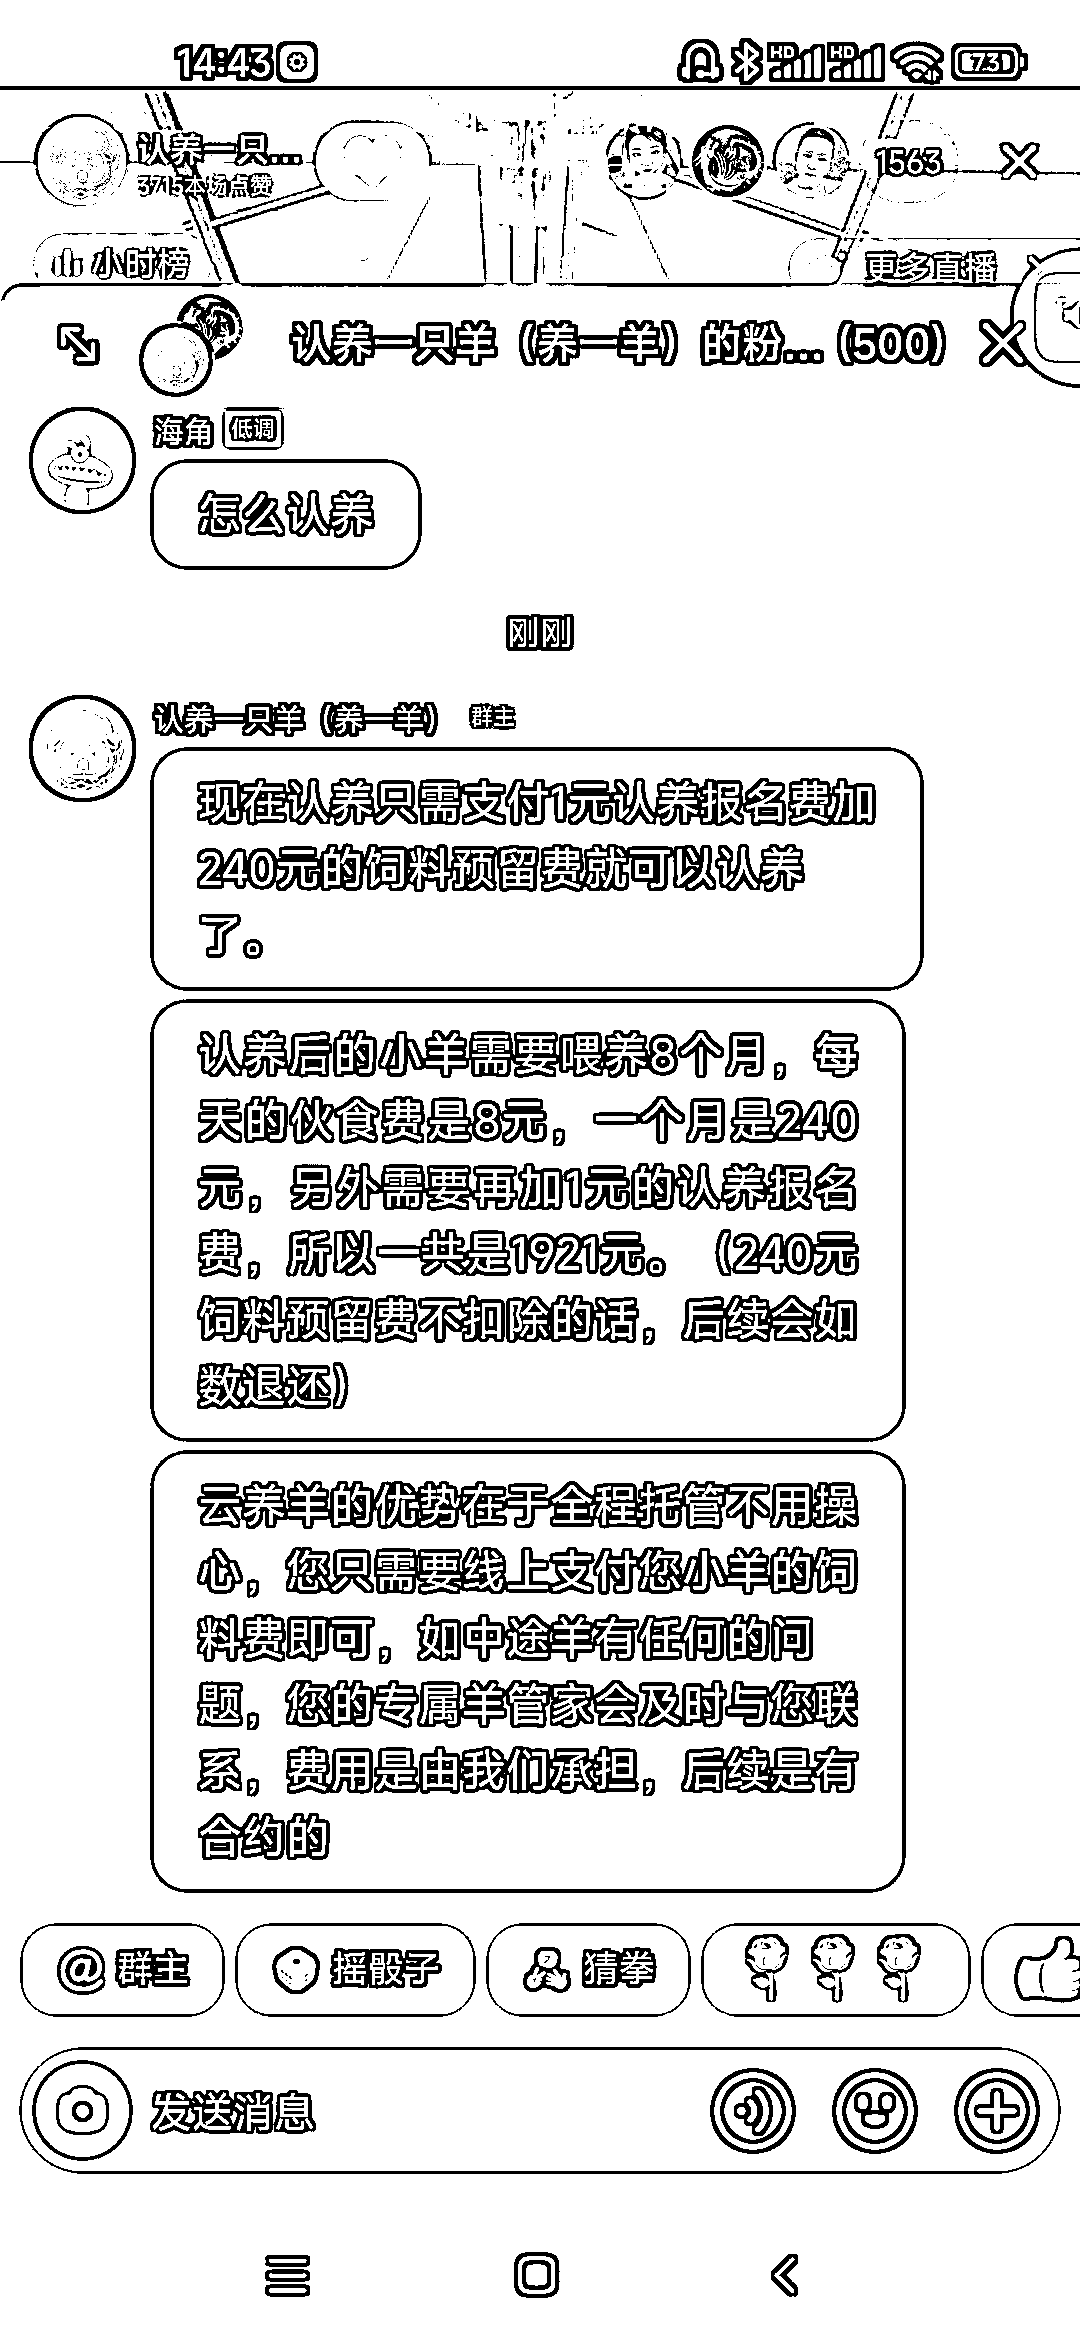 14:43
HD HD 73
认养一只...
3715本场点赞
1563
小时榜
更多直播
认养一只羊（养一羊）的粉...（500）
海角 低调
怎么认养
刚刚
认养一只羊（养一羊） 群主
现在认养只需支付1元认养报名费加
240元的饲料预留费就可以认养
了。
认养后的小羊需要喂养8个月，每
天的伙食费是8元，一个月是240
元，另外需要再加1元的认养报名
费，所以一共是1921元。（240元
饲料预留费不扣除的话，后续会如
数退还）
云养羊的优势在于全程托管不用操
心，您只需要线上支付您小羊的饲
料费即可，如中途羊有任何的问
题，您的专属羊管家会及时与您联
系，费用是由我们承担，后续是有
合约的
@群主 摇骰子 猜拳
发送消息